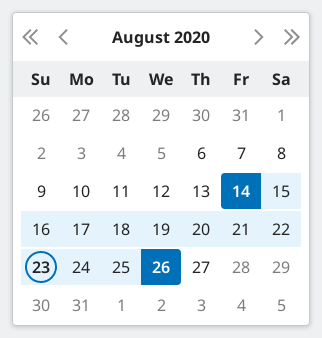 August 2020
Su Mo Tu We Th Fr Sa
26 27 28 29 30 31 1
2 3 4 5 6 7 8
9 10 11 12 13 14 15
16 17 18 19 20 21 22
23 24 25 26 27 28 29
30 31 1 2 3 4 5